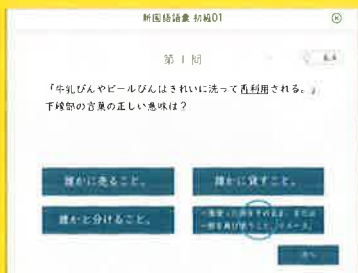 新国語語彙 初級01
第1問
「牛乳びんやビールびんはきれいに洗って再利用される。」
下線部の言葉の正しい意味は？
誰かに売ること。
誰かに貸すこと。
誰かと分けること。
一度使った物をそのまま、または
一部を再び使うこと。リユース。
次へ